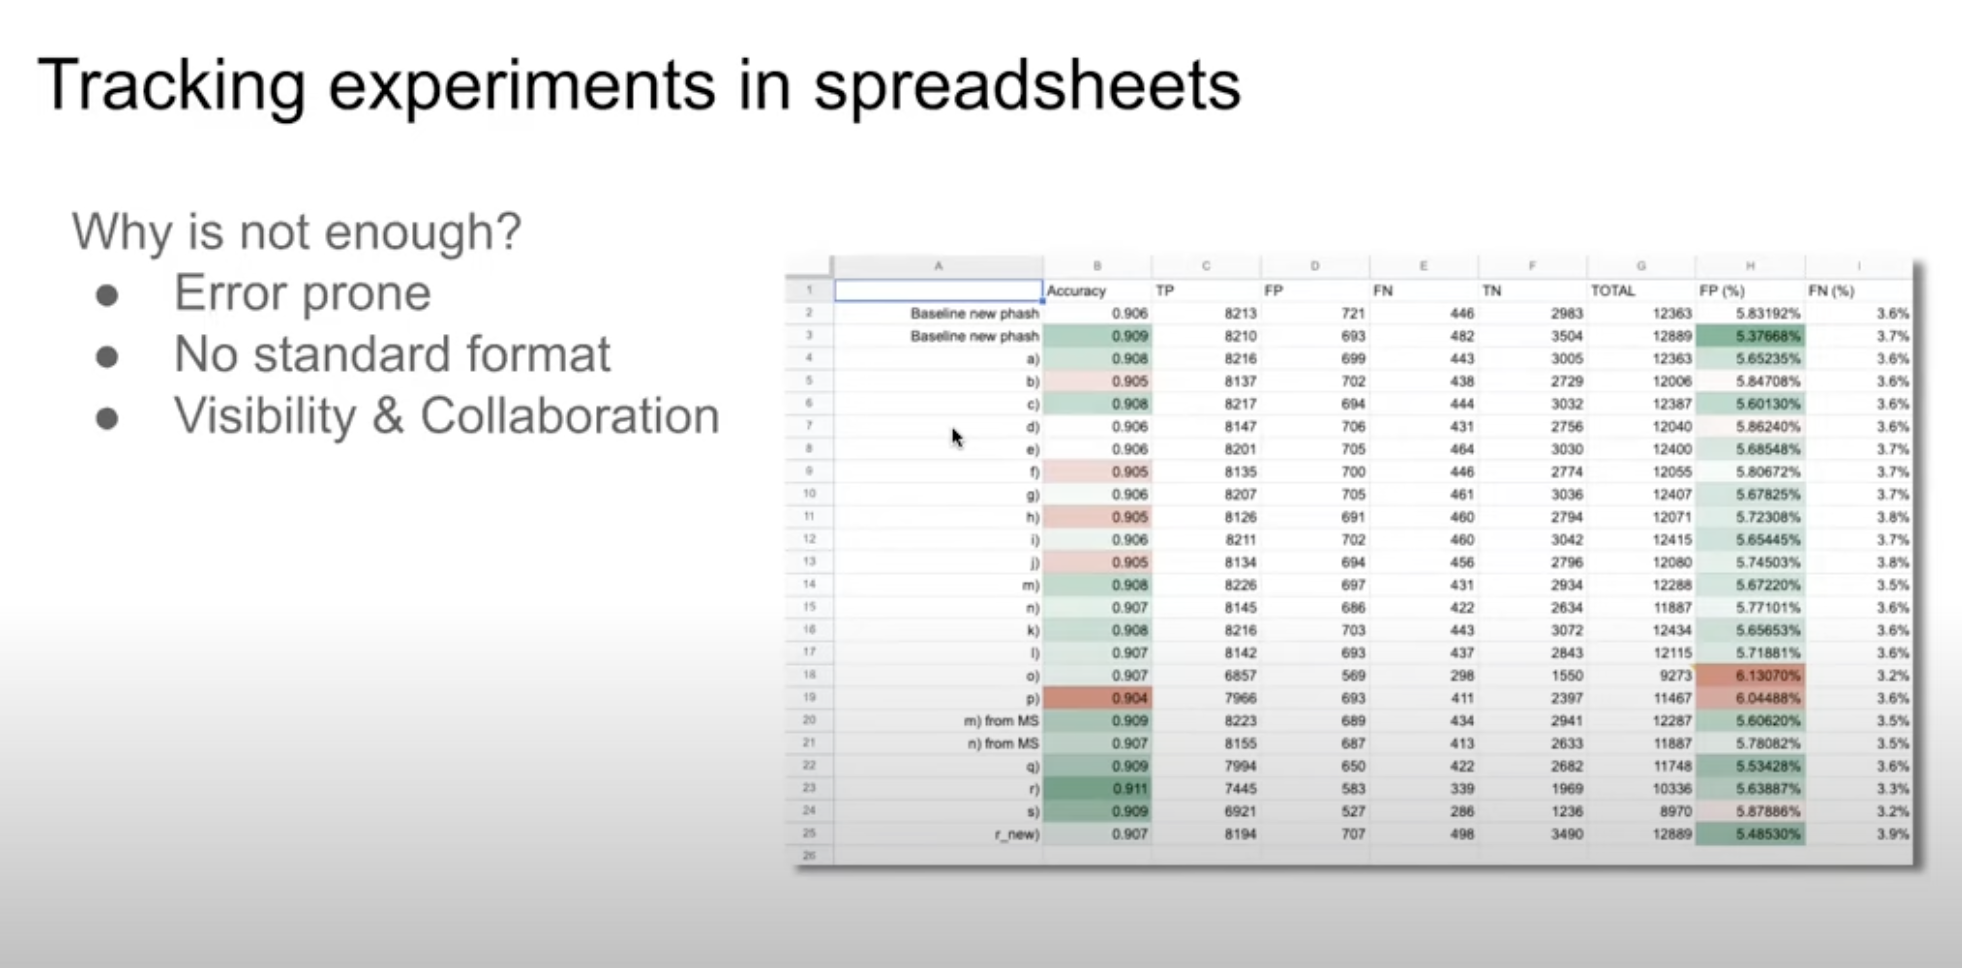 Tracking experiments in spreadsheets
Why is not enough?
● Error prone
● No standard format
● Visibility & Collaboration
A B C D E F G H I
1 Accuracy TP FP FN TN TOTAL FP (%) FN (%)
2 Baseline new phash 0.906 8213 721 446 2983 12363 5.83192% 3.6%
3 Baseline new phash 0.909 8210 693 482 3504 12889 5.37668% 3.7%
4 a) 0.908 8216 699 443 3005 12363 5.65235% 3.6%
5 b) 0.905 8137 702 438 2729 12006 5.84708% 3.6%
6 c) 0.908 8217 694 444 3032 12387 5.60130% 3.6%
7 d) 0.906 8147 706 431 2756 12040 5.86240% 3.6%
8 e) 0.906 8201 705 464 3030 12400 5.68548% 3.7%
9 f) 0.905 8135 700 446 2774 12055 5.80672% 3.7%
10 g) 0.906 8207 705 461 3036 12407 5.67825% 3.7%
11 h) 0.905 8126 691 460 2794 12071 5.72308% 3.8%
12 i) 0.906 8211 702 460 3042 12415 5.65445% 3.7%
13 j) 0.905 8134 694 456 2796 12080 5.74503% 3.8%
14 m) 0.908 8226 697 431 2934 12288 5.67220% 3.5%
15 n) 0.907 8145 686 422 2634 11887 5.77101% 3.6%
16 k) 0.908 8216 703 443 3072 12434 5.65653% 3.6%
17 l) 0.907 8142 693 437 2843 12115 5.71881% 3.6%
18 o) 0.907 6857 569 298 1550 9273 6.13070% 3.2%
19 p) 0.904 7966 693 411 2397 11467 6.04488% 3.6%
20 m) from MS 0.909 8223 689 434 2941 12287 5.60620% 3.5%
21 n) from MS 0.907 8155 687 413 2633 11887 5.78082% 3.5%
22 q) 0.909 7994 650 422 2682 11748 5.53428% 3.6%
23 r) 0.911 7445 583 339 1969 10336 5.63887% 3.3%
24 s) 0.909 6921 527 286 1236 8970 5.87886% 3.2%
25 r_new) 0.907 8194 707 498 3490 12889 5.48530% 3.9%
26